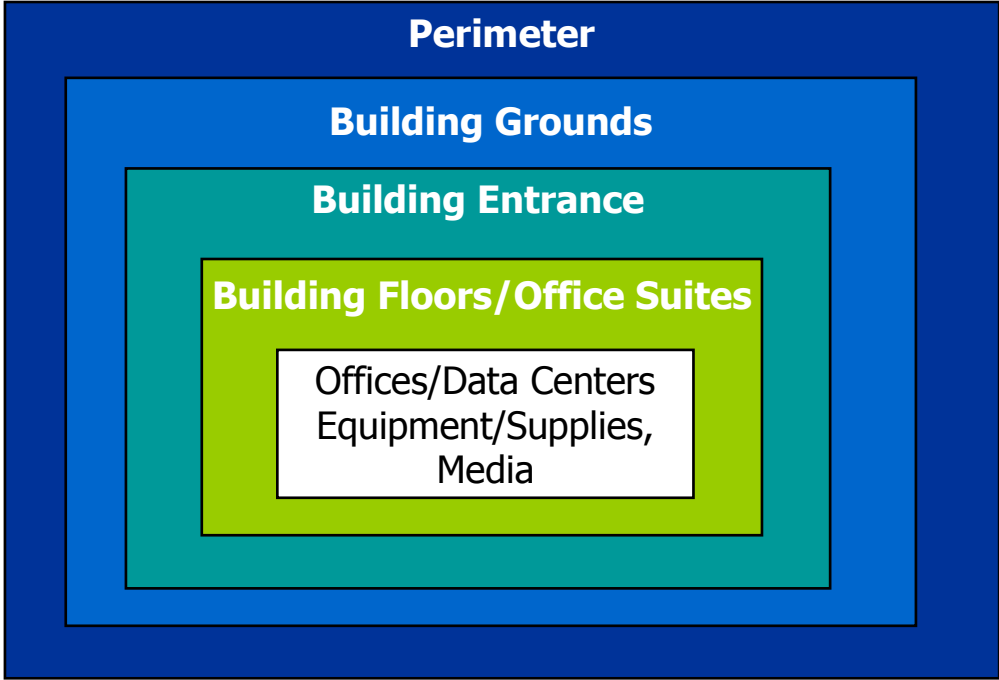 Perimeter
Building Grounds
Building Entrance
Building Floors/Office Suites
Offices/Data Centers
Equipment/Supplies,
Media